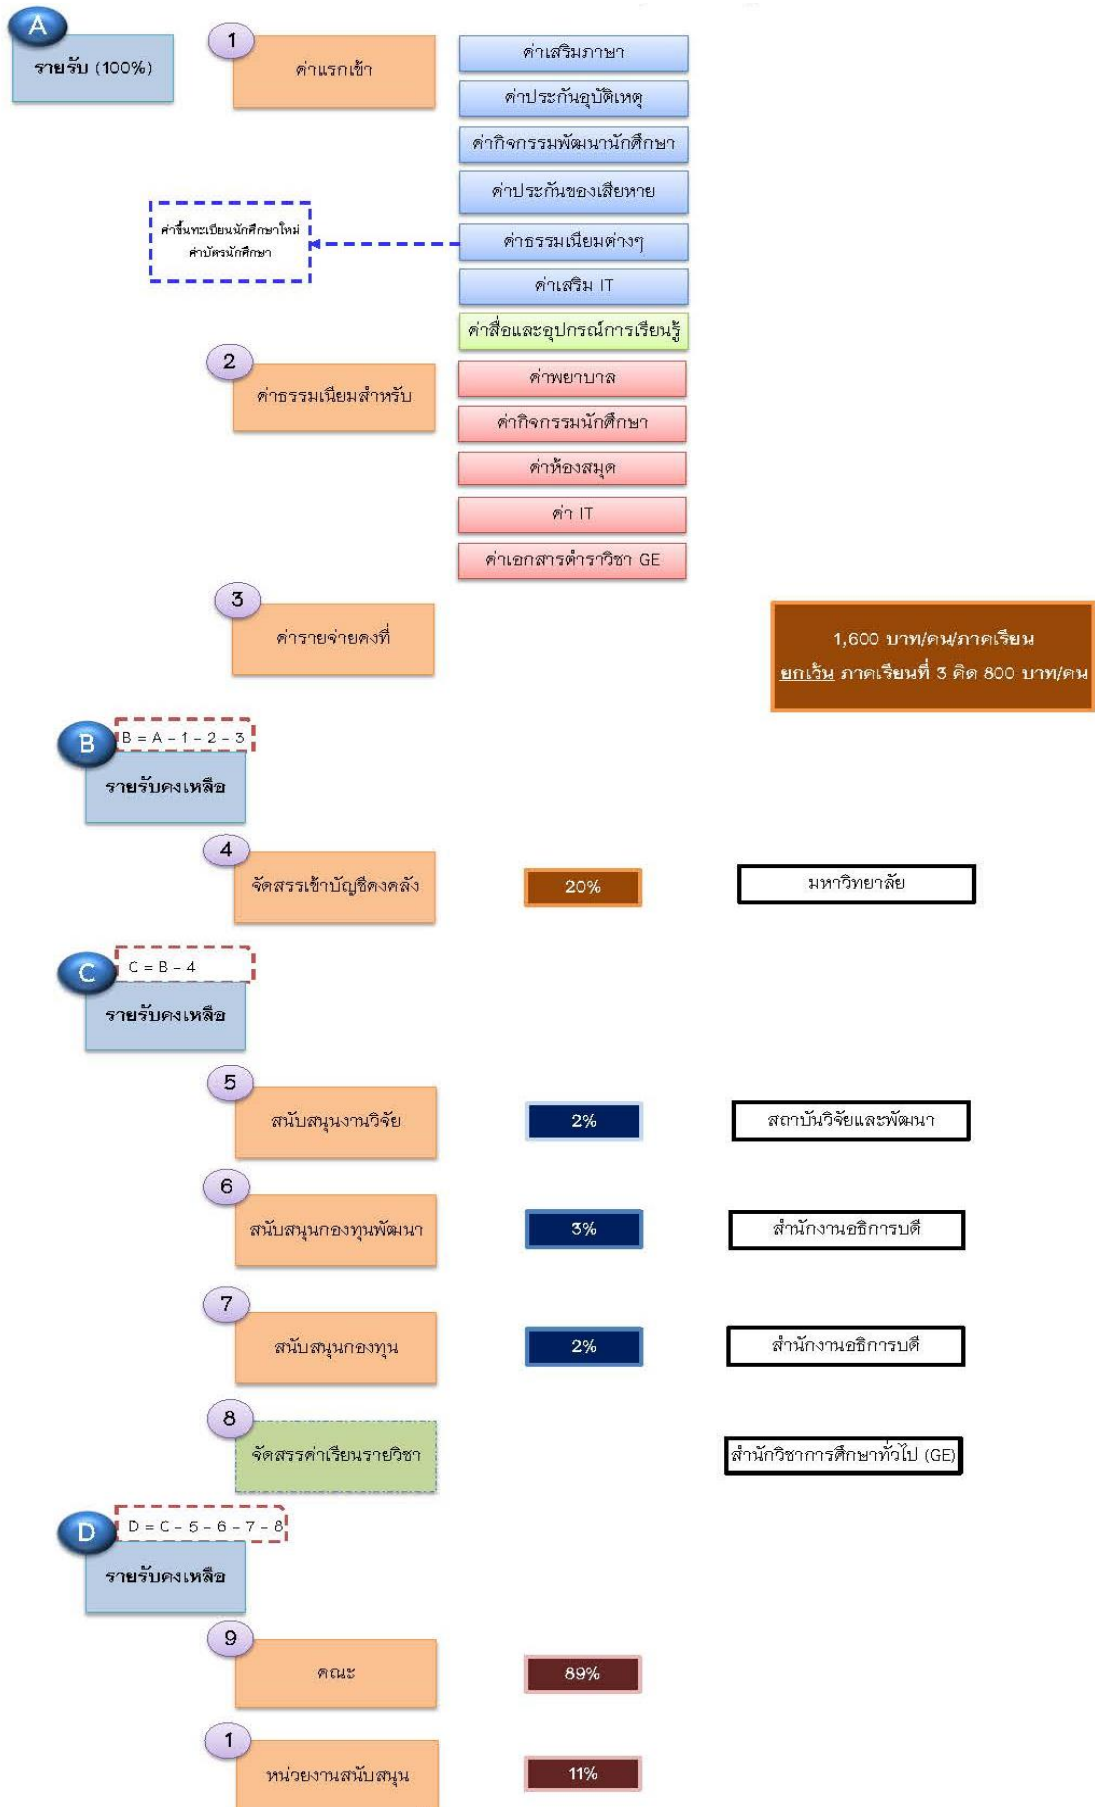 A
รายรับ (100%)
1
ค่าแรกเข้า
ค่าเสริมภาษา
ค่าประกันอุบัติเหตุ
ค่ากิจกรรมพัฒนานักศึกษา
ค่าประกันของเสียหาย
ค่าธรรมเนียมต่างๆ
ค่าขึ้นทะเบียนนักศึกษาใหม่
ค่าบัตรนักศึกษา
ค่าเสริม IT
ค่าสื่อและอุปกรณ์การเรียนรู้
2
ค่าธรรมเนียมสำหรับ
ค่าพยาบาล
ค่ากิจกรรมนักศึกษา
ค่าห้องสมุด
ค่า IT
ค่าเอกสารตำราวิชา GE
3
ค่ารายจ่ายคงที่
1,600 บาท/คน/ภาคเรียน
ยกเว้น ภาคเรียนที่ 3 คิด 800 บาท/คน
B
B = A - 1 - 2 - 3
รายรับคงเหลือ
4
จัดสรรเข้าบัญชีคงคลัง
20%
มหาวิทยาลัย
C
C = B - 4
รายรับคงเหลือ
5
สนับสนุนงานวิจัย
2%
สถาบันวิจัยและพัฒนา
6
สนับสนุนกองทุนพัฒนา
3%
สำนักงานอธิการบดี
7
สนับสนุนกองทุน
2%
สำนักงานอธิการบดี
8
จัดสรรค่าเรียนรายวิชา
สำนักวิชาการศึกษาทั่วไป (GE)
D
D = C - 5 - 6 - 7 - 8
รายรับคงเหลือ
9
คณะ
89%
1
หน่วยงานสนับสนุน
11%